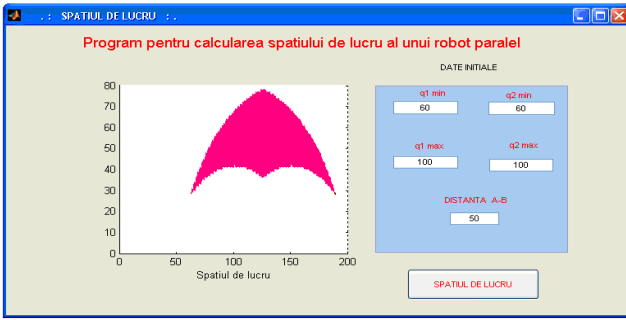 .: SPATIUL DE LUCRU :.
Program pentru calcularea spatiului de lucru al unui robot paralel
DATE INITIALE
q1 min
q2 min
60
60
q1 max
q2 max
100
100
DISTANTA A-B
50
SPATIUL DE LUCRU
80
70
60
50
40
30
20
10
0
0
50
100
150
200
Spatiul de lucru